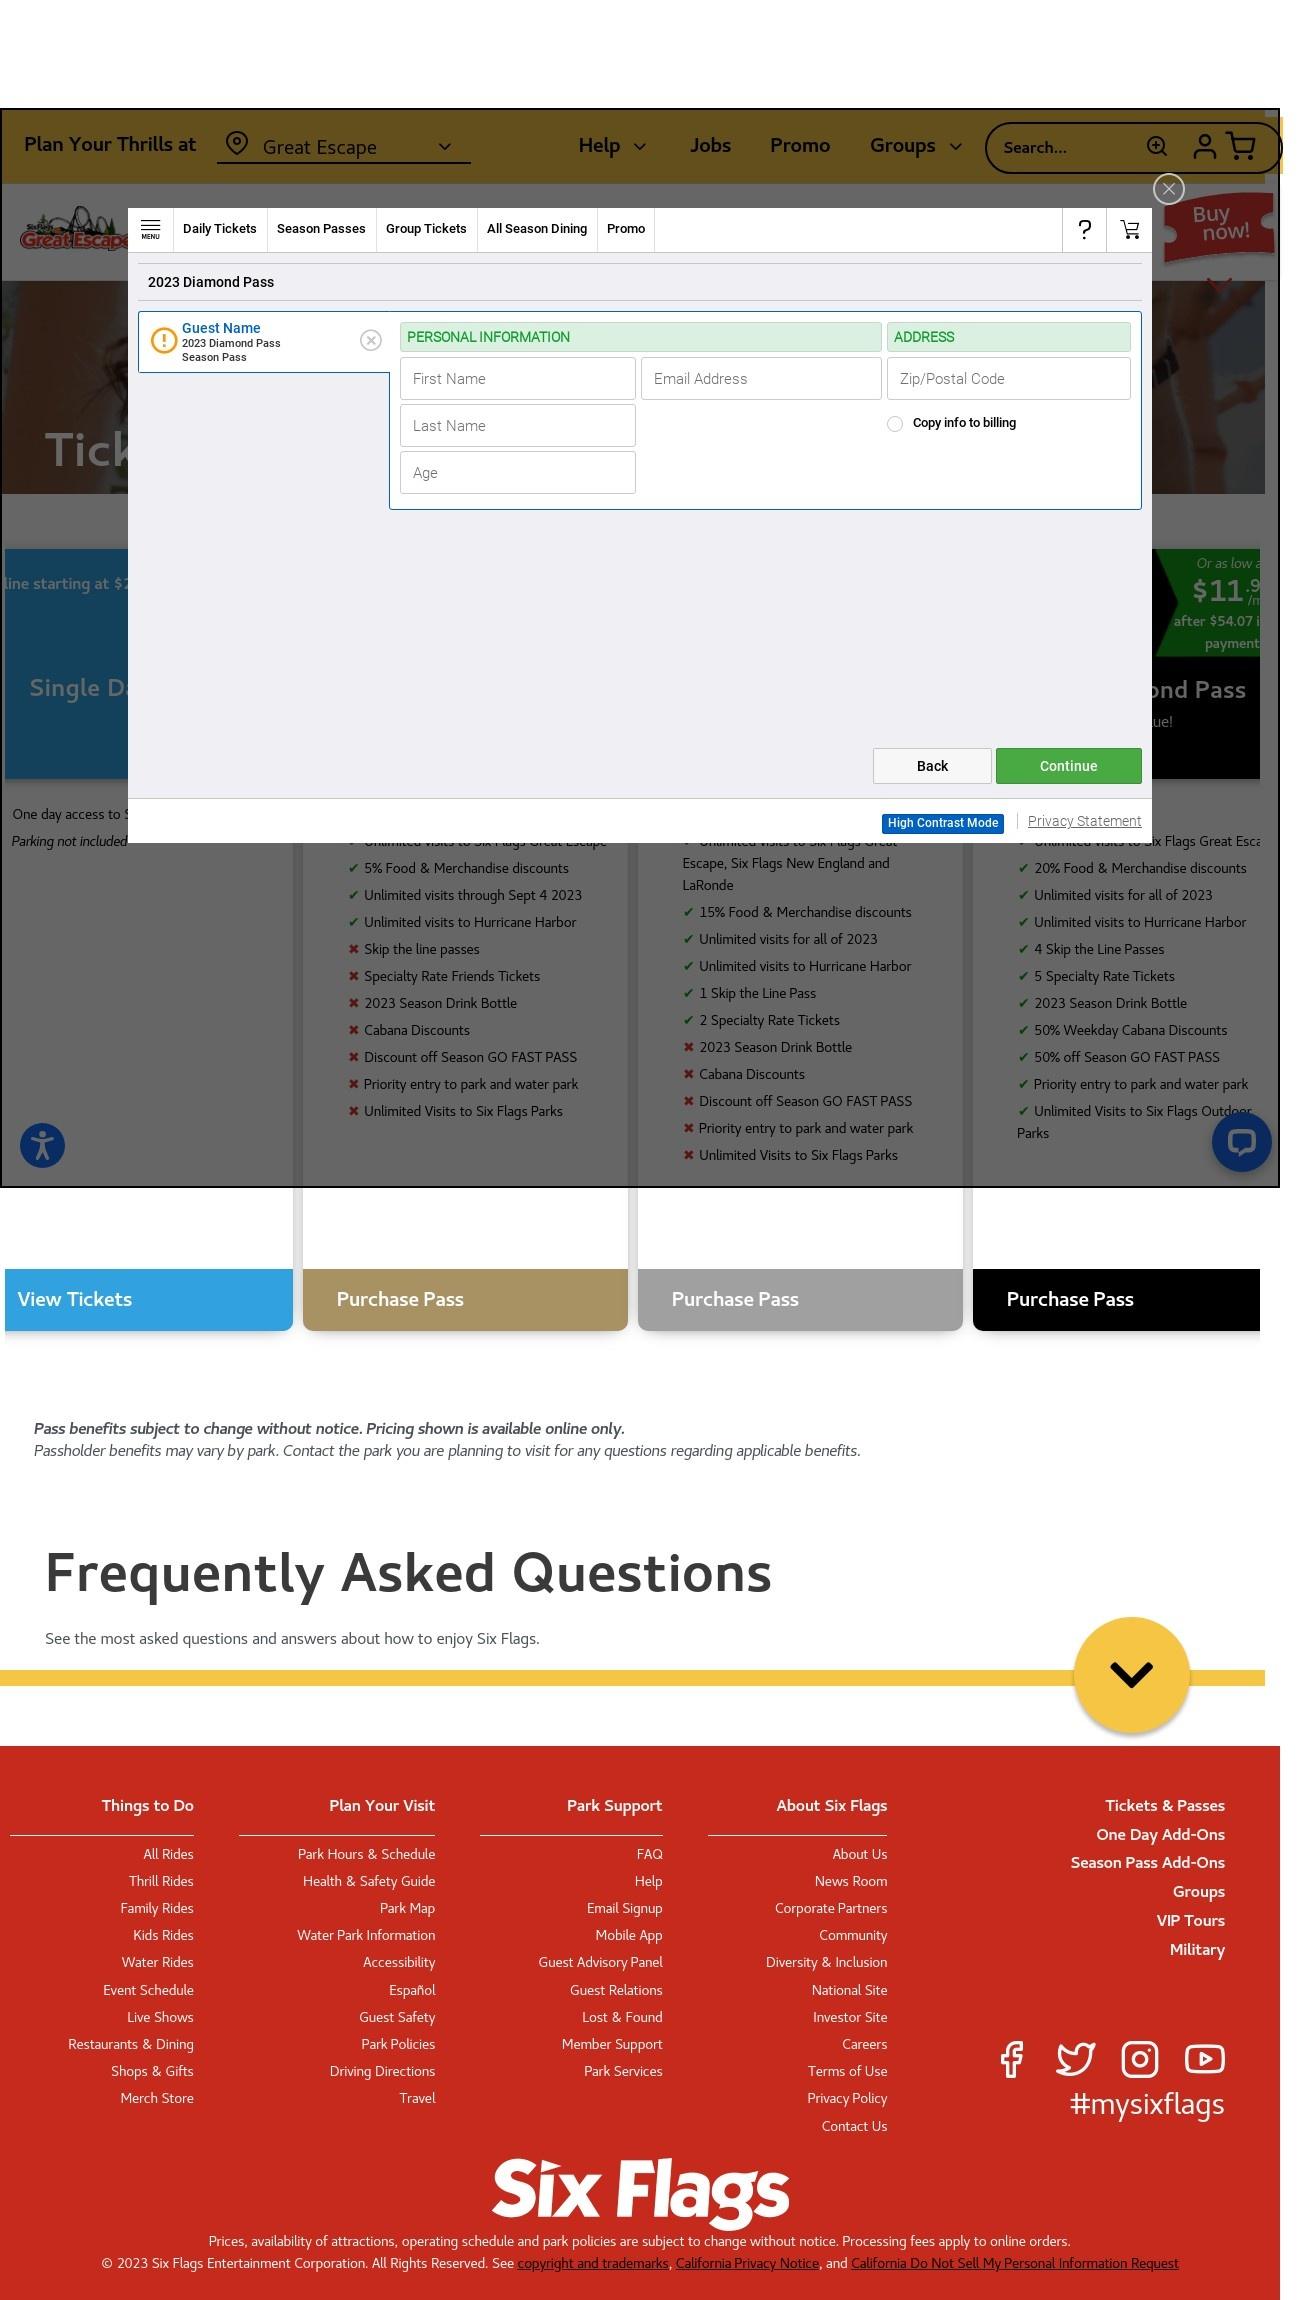 Plan Your Thrills at
Great Escape
Help
Jobs
Promo
Groups
Search...
Great Escape
Buy
now!
MENU
Daily Tickets
Season Passes
Group Tickets
All Season Dining
Promo
?
2023 Diamond Pass
Guest Name
2023 Diamond Pass
Season Pass
PERSONAL INFORMATION
ADDRESS
First Name
Email Address
Zip/Postal Code
Last Name
Copy info to billing
Age
Tick
line starting at $2
Single Da
Or as low a
$11.9
/m
after $54.07 i
payment
ond Pass
lue!
Back
Continue
High Contrast Mode
Privacy Statement
One day access to S
Parking not included
Unlimited visits to Six Flags Great Escape
✔ 5% Food & Merchandise discounts
✔ Unlimited visits through Sept 4 2023
✔ Unlimited visits to Hurricane Harbor
✖ Skip the line passes
✖ Specialty Rate Friends Tickets
✖ 2023 Season Drink Bottle
✖ Cabana Discounts
✖ Discount off Season GO FAST PASS
✖ Priority entry to park and water park
✖ Unlimited Visits to Six Flags Parks
Unlimited visits to Six Flags Great
Escape, Six Flags New England and
LaRonde
✔ 15% Food & Merchandise discounts
✔ Unlimited visits for all of 2023
✔ Unlimited visits to Hurricane Harbor
✔ 1 Skip the Line Pass
✔ 2 Specialty Rate Tickets
✖ 2023 Season Drink Bottle
✖ Cabana Discounts
✖ Discount off Season GO FAST PASS
✖ Priority entry to park and water park
✖ Unlimited Visits to Six Flags Parks
Unlimited visits to Six Flags Great Esca
✔ 20% Food & Merchandise discounts
✔ Unlimited visits for all of 2023
✔ Unlimited visits to Hurricane Harbor
✔ 4 Skip the Line Passes
✔ 5 Specialty Rate Tickets
✔ 2023 Season Drink Bottle
✔ 50% Weekday Cabana Discounts
✔ 50% off Season GO FAST PASS
✔ Priority entry to park and water park
✔ Unlimited Visits to Six Flags Outdoor
Parks
View Tickets
Purchase Pass
Purchase Pass
Purchase Pass
Pass benefits subject to change without notice. Pricing shown is available online only.
Passholder benefits may vary by park. Contact the park you are planning to visit for any questions regarding applicable benefits.
Frequently Asked Questions
See the most asked questions and answers about how to enjoy Six Flags.
Things to Do
All Rides
Thrill Rides
Family Rides
Kids Rides
Water Rides
Event Schedule
Live Shows
Restaurants & Dining
Shops & Gifts
Merch Store
Plan Your Visit
Park Hours & Schedule
Health & Safety Guide
Park Map
Water Park Information
Accessibility
Español
Guest Safety
Park Policies
Driving Directions
Travel
Park Support
FAQ
Help
Email Signup
Mobile App
Guest Advisory Panel
Guest Relations
Lost & Found
Member Support
Park Services
About Six Flags
About Us
News Room
Corporate Partners
Community
Diversity & Inclusion
National Site
Investor Site
Careers
Terms of Use
Privacy Policy
Contact Us
Tickets & Passes
One Day Add-Ons
Season Pass Add-Ons
Groups
VIP Tours
Military
#mysixflags
Six Flags
Prices, availability of attractions, operating schedule and park policies are subject to change without notice. Processing fees apply to online orders.
© 2023 Six Flags Entertainment Corporation. All Rights Reserved. See copyright and trademarks, California Privacy Notice, and California Do Not Sell My Personal Information Request